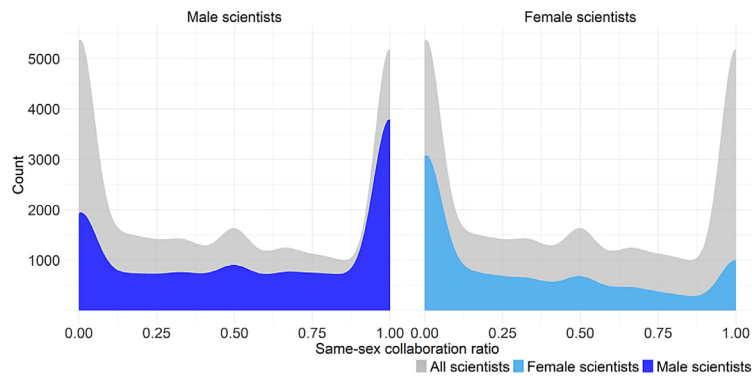 Male scientists
Female scientists
5000
4000
3000
2000
1000
Count
0.00 0.25 0.50 0.75 1.00
0.00 0.25 0.50 0.75 1.00
Same-sex collaboration ratio
All scientists Female scientists Male scientists